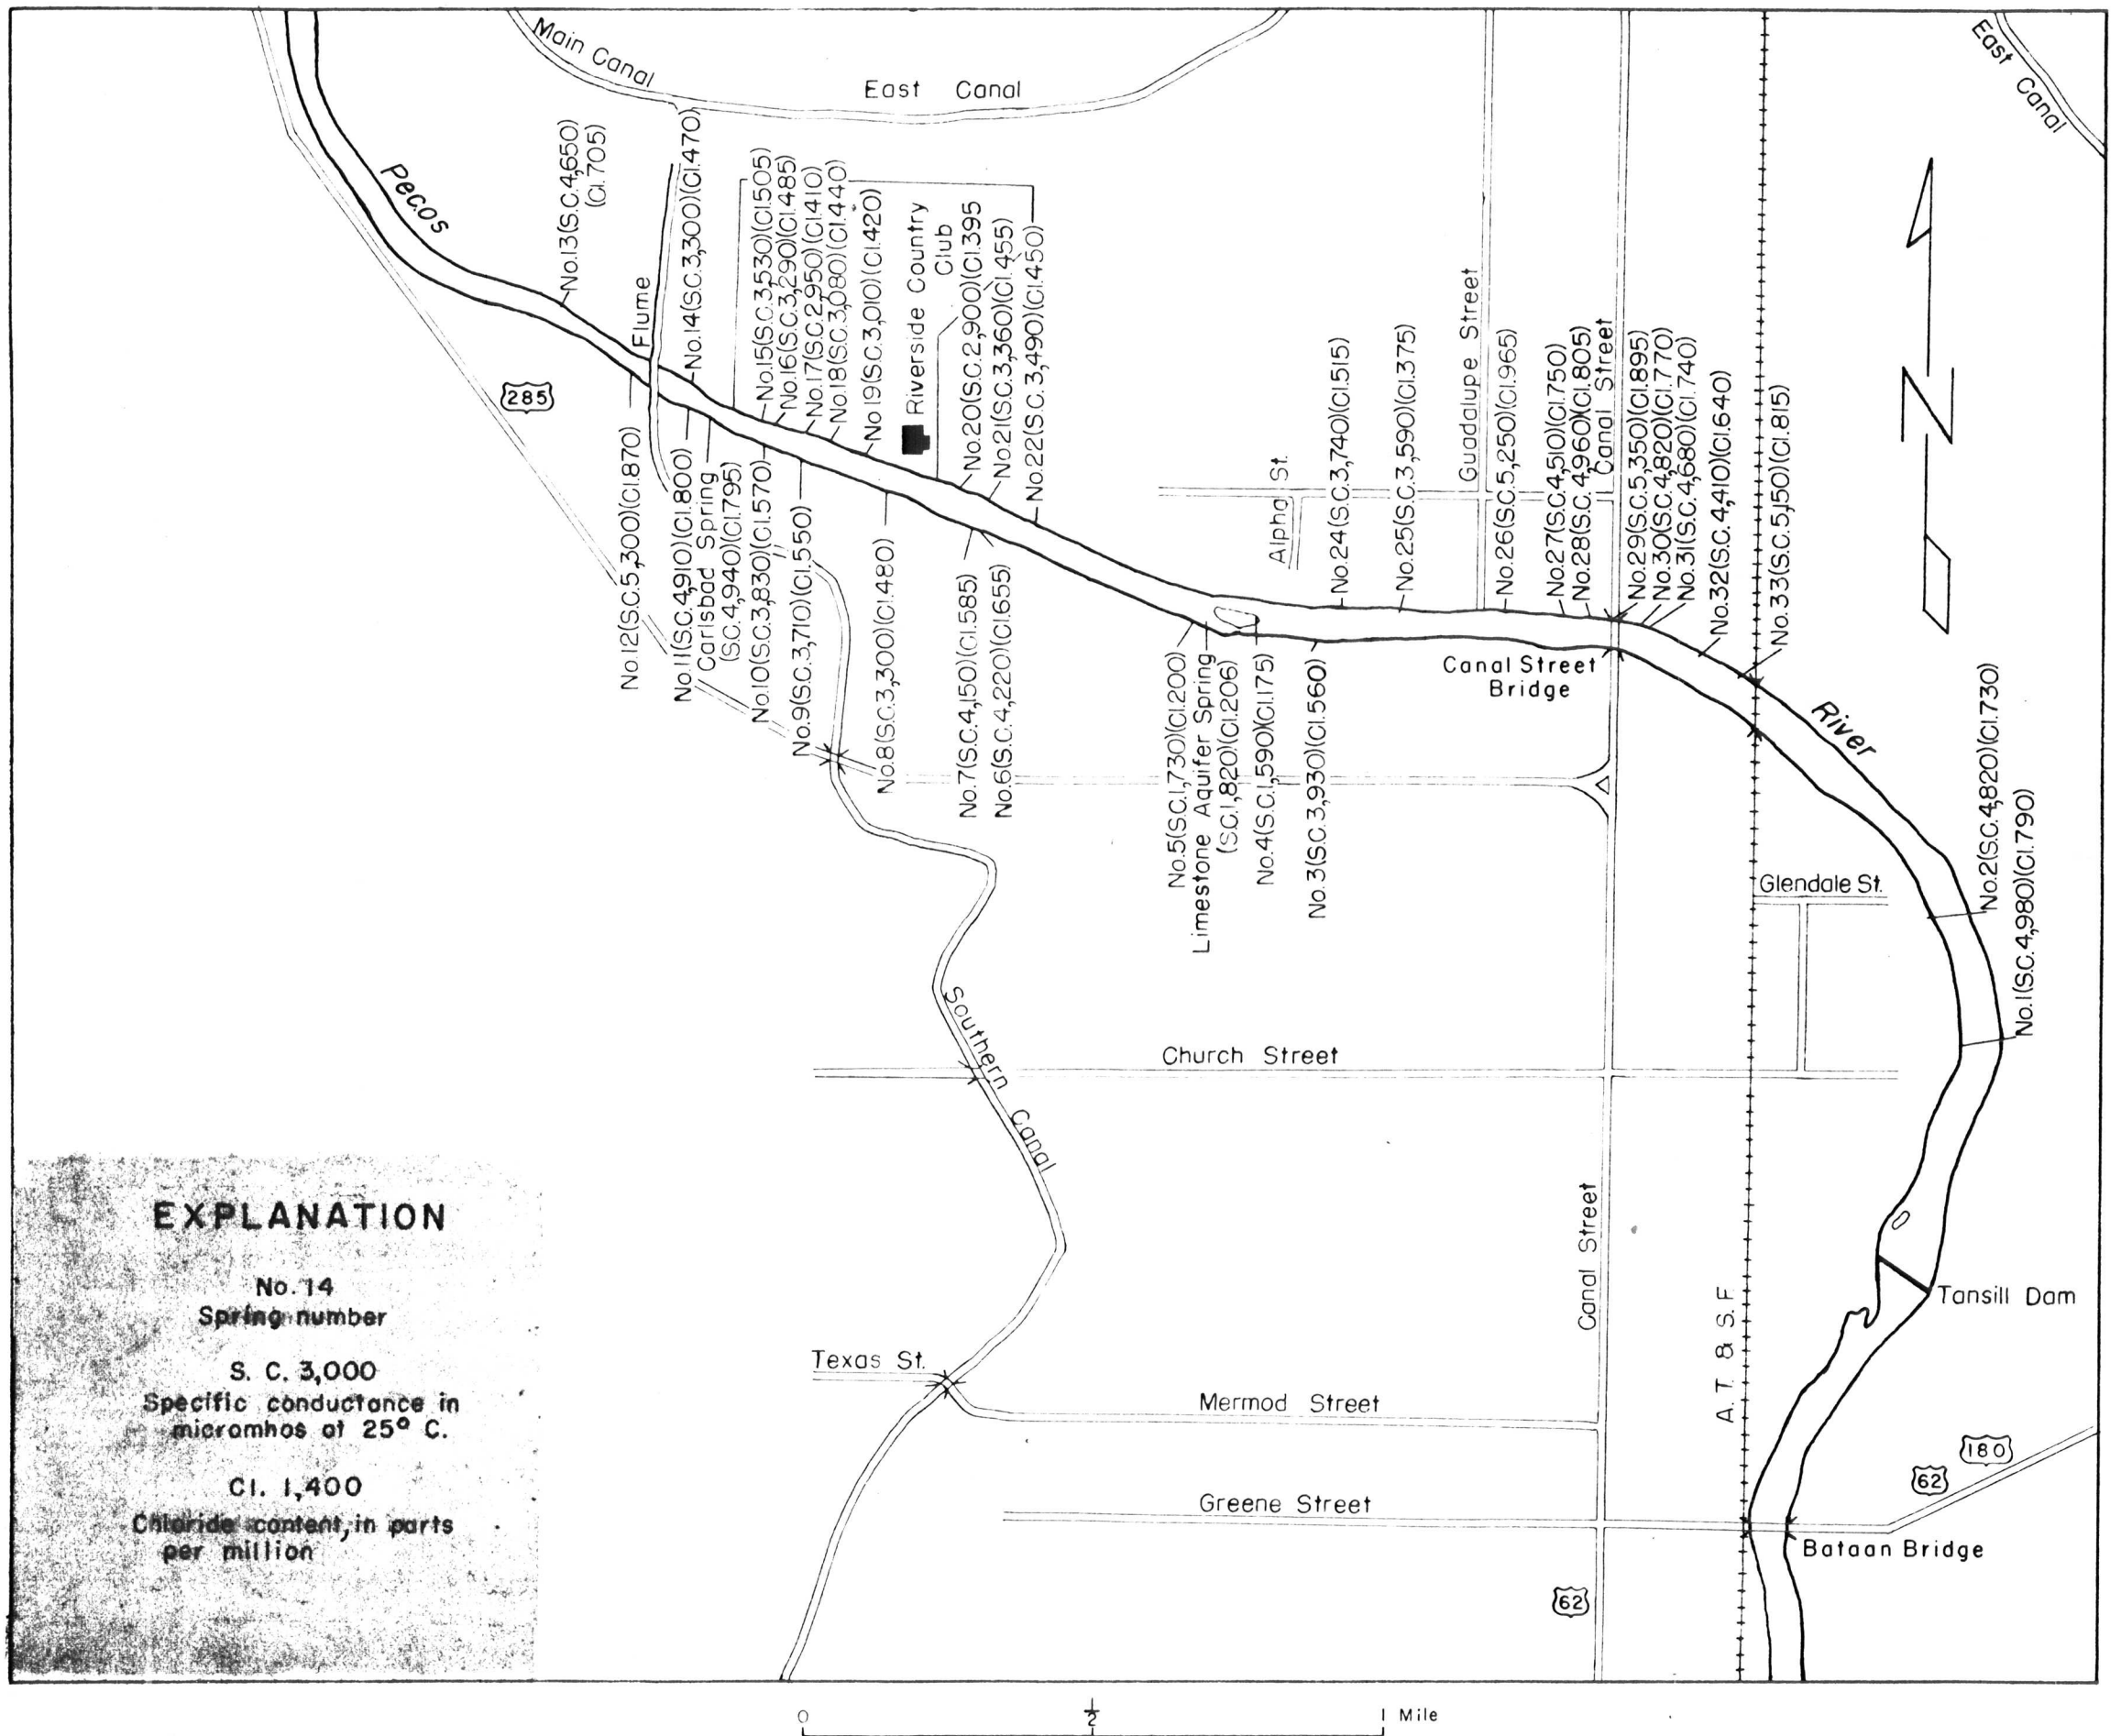 Main Canal
East Canal
East Canal
Pecos
No.13(S.C.4,650)
(Cl.705)
Flume
No.14(S.C.3,300)(Cl.470)
No.15(S.C.3,530)(Cl.505)
No.16(S.C.3,290)(Cl.485)
No.17(S.C.2,950)(Cl.410)
No.18(S.C.3,080)(Cl.440)
No.19(S.C.3,010)(Cl.420)
Riverside Country
Club
No.20(S.C.2,900)(Cl.395
No.21(S.C.3,360)(Cl.455)
No.22(S.C.3,490)(Cl.450)
Alpha St.
No.24(S.C.3,740)(Cl.515)
No.25(S.C.3,590)(Cl.375)
Guadalupe Street
No.26(S.C.5,250)(Cl.965)
No.27(S.C.4,510)(Cl.750)
No.28(S.C.4,960)(Cl.805)
Canal Street
No.29(S.C.5,350)(Cl.895)
No.30(S.C.4,820)(Cl.770)
No.31(S.C.4,680)(Cl.740)
No.32(S.C.4,410)(Cl.640)
No.33(S.C.5,150)(Cl.815)
N
285
No.12(S.C.5,300)(Cl.870)
No.11(S.C.4,910)(Cl.800)
Carlsbad Spring
(S.C.4,940)(Cl.795)
No.10(S.C.3,830)(Cl.570)
No.9(S.C.3,710)(Cl.550)
No.8(S.C.3,300)(Cl.480)
No.7(S.C.4,150)(Cl.585)
No.6(S.C.4,220)(Cl.655)
No.5(S.C.1,730)(Cl.200)
Limestone Aquifer Spring
(S.C.1,820)(Cl.206)
No.4(S.C.1,590)(Cl.175)
No.3(S.C.3,930)(Cl.560)
Canal Street
Bridge
River
No.2(S.C.4,820)(Cl.730)
No.1(S.C.4,980)(Cl.790)
Glendale St.
Southern Canal
Church Street
Canal Street
A. T. & S. F
Tansill Dam
Texas St.
Mermod Street
Greene Street
180
62
Bataan Bridge
62
EXPLANATION
No. 14
Spring number
S. C. 3,000
Specific conductance in
micromhos at 25° C.
Cl. 1,400
Chloride content, in parts
per million
0 1/2 1 Mile